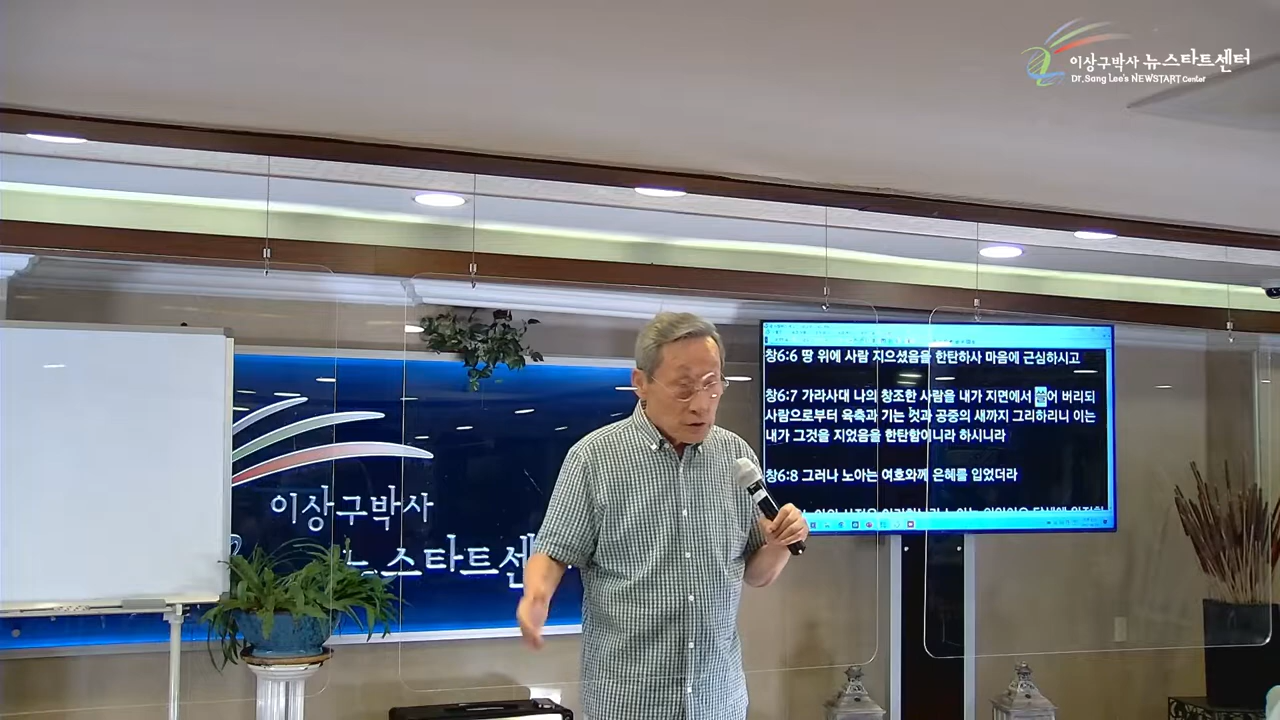 이상구박사 뉴스타트센터
Dr. Sang Lee's NEWSTART Center
창6:6 땅 위에 사람 지으셨음을 한탄하사 마음에 근심하시고
창6:7 가라사대 나의 창조한 사람을 내가 지면에서 쓸어 버리되
사람으로부터 육축과 기는 것과 공중의 새까지 그리하리니 이는
내가 그것을 지었음을 한탄함이니라 하시니라
창6:8 그러나 노아는 여호와께 은혜를 입었더라
이상구박사
뉴스타트센